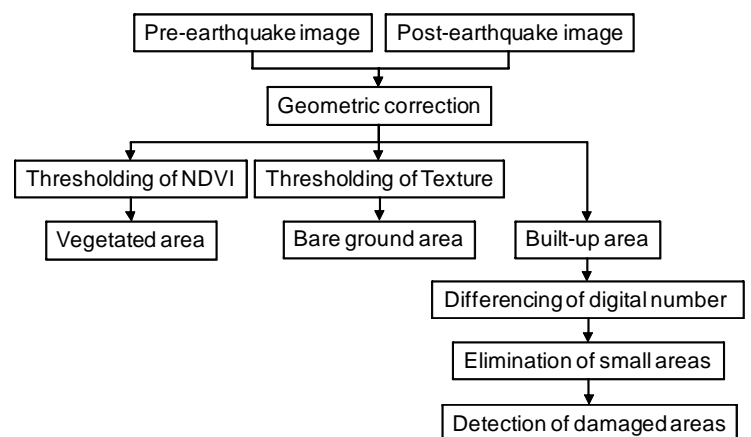 Pre-earthquake image
Post-earthquake image
Geometric correction
Thresholding of NDVI
Thresholding of Texture
Vegetated area
Bare ground area
Built-up area
Differencing of digital number
Elimination of small areas
Detection of damaged areas